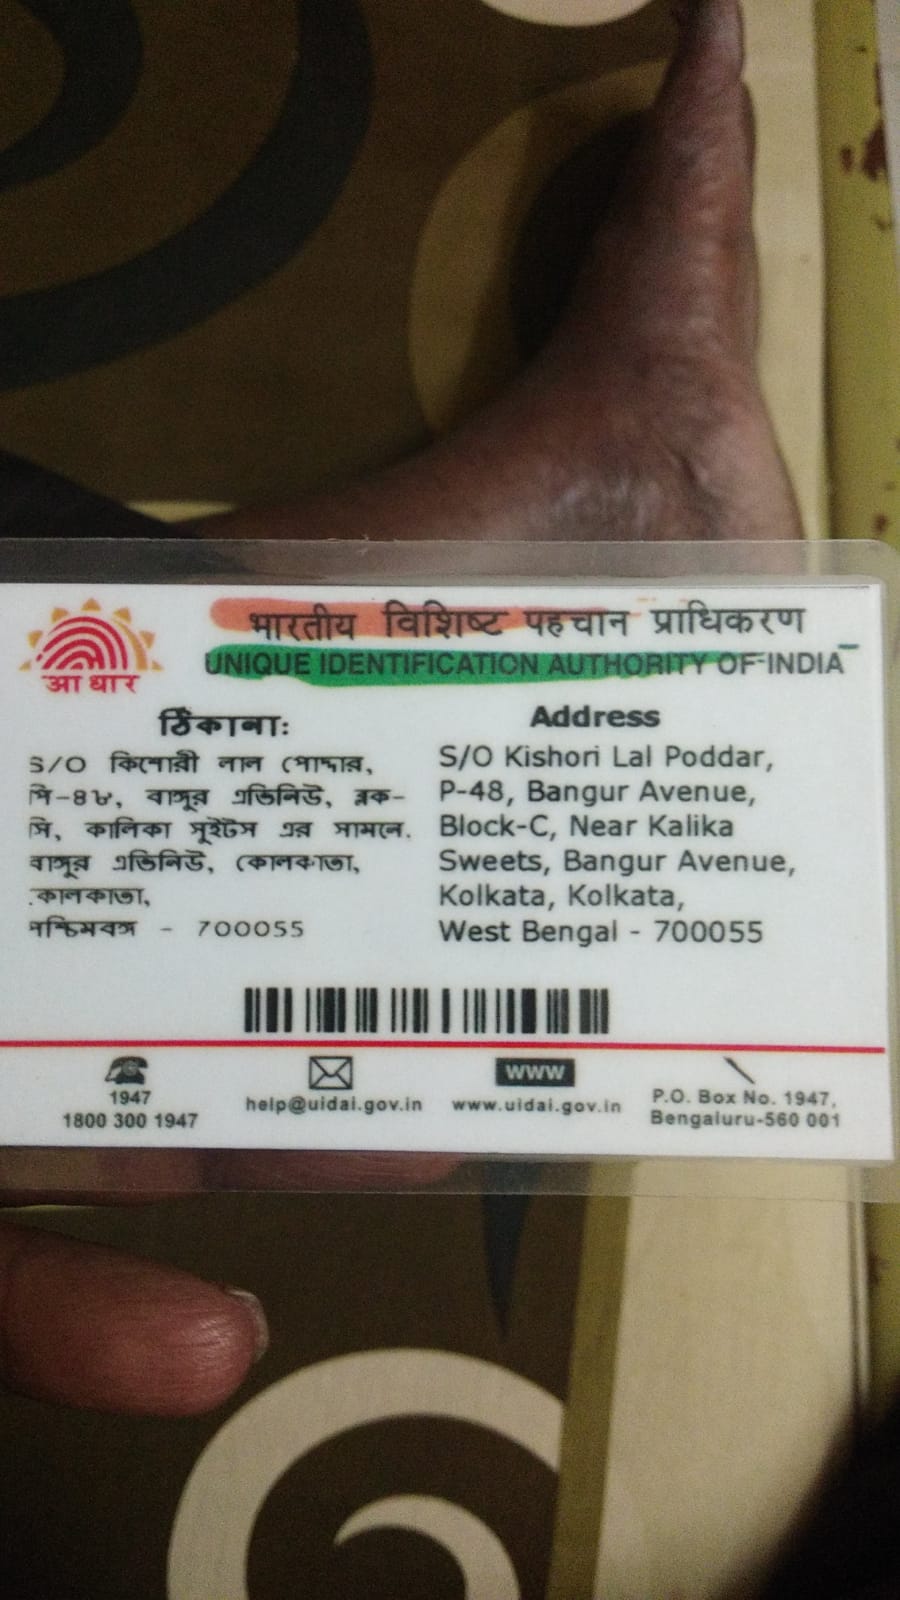 भारतीय विशिष्ट पहचान प्राधिकरण
UNIQUE IDENTIFICATION AUTHORITY OF INDIA
आधार
ঠিকানা:
S/O কিশোরী লাল পোদ্দার,
পি-৪৮, বাঙ্গুর এভিনিউ, ব্লক-
সি, কালিকা সুইটস এর সামনে,
বাঙ্গুর এভিনিউ, কোলকাতা,
কোলকাতা,
পশ্চিমবঙ্গ - 700055
Address
S/O Kishori Lal Poddar,
P-48, Bangur Avenue,
Block-C, Near Kalika
Sweets, Bangur Avenue,
Kolkata, Kolkata,
West Bengal - 700055
1947
1800 300 1947
help@uidai.gov.in
www
www.uidai.gov.in
P.O. Box No. 1947,
Bengaluru-560 001